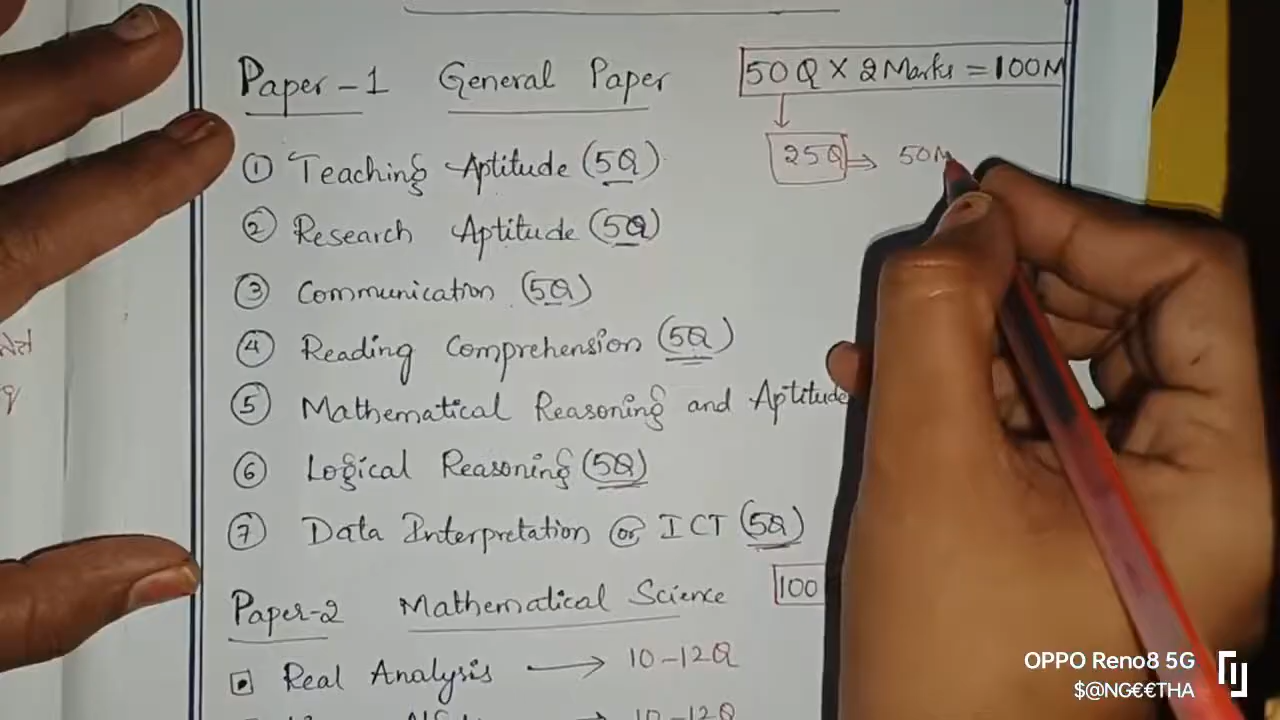 Paper-1 General Paper
50Q × 2 Marks = 100M
25Q ⇒ 50M
① Teaching Aptitude (5Q)
② Research Aptitude (5Q)
③ Communication (5Q)
④ Reading Comprehension (5Q)
⑤ Mathematical Reasoning and Aptitude
⑥ Logical Reasoning (5Q)
⑦ Data Interpretation or ICT (5Q)
Paper-2 Mathematical Science 100
Real Analysis → 10-12Q
10-12Q
OPPO Reno8 5G
$@NG€€THA